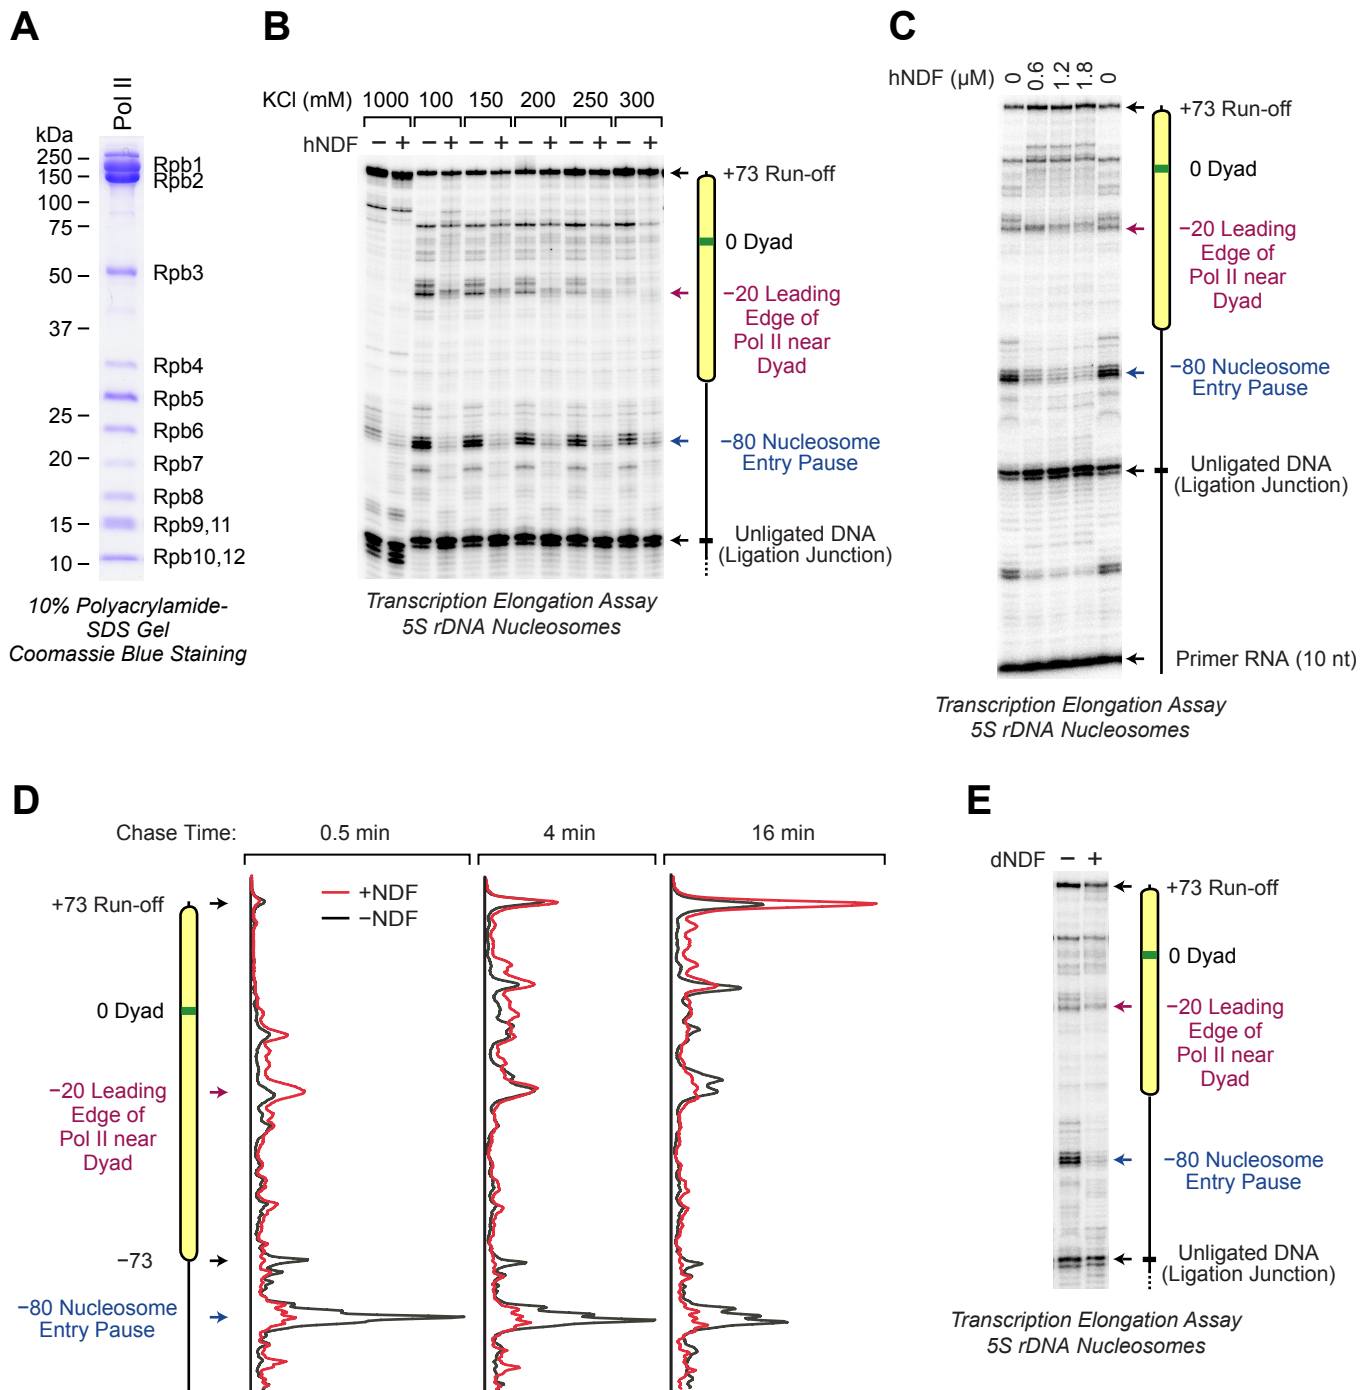 A
Pol II
kDa
250
150
100
75
50
37
25
20
15
10
Rpb1
Rpb2
Rpb3
Rpb4
Rpb5
Rpb6
Rpb7
Rpb8
Rpb9,11
Rpb10,12
10% Polyacrylamide-
SDS Gel
Coomassie Blue Staining
B
KCl (mM) 1000 100 150 200 250 300
hNDF − + − + − + − + − + − +
+73 Run-off
0 Dyad
−20 Leading
Edge of
Pol II near
Dyad
−80 Nucleosome
Entry Pause
Unligated DNA
(Ligation Junction)
Transcription Elongation Assay
5S rDNA Nucleosomes
C
hNDF (µM) 0 0.6 1.2 1.8 0
+73 Run-off
0 Dyad
−20 Leading
Edge of
Pol II near
Dyad
−80 Nucleosome
Entry Pause
Unligated DNA
(Ligation Junction)
Primer RNA (10 nt)
Transcription Elongation Assay
5S rDNA Nucleosomes
D
Chase Time: 0.5 min 4 min 16 min
+NDF
−NDF
+73 Run-off
0 Dyad
−20 Leading
Edge of
Pol II near
Dyad
−73
−80 Nucleosome
Entry Pause
E
dNDF − +
+73 Run-off
0 Dyad
−20 Leading
Edge of
Pol II near
Dyad
−80 Nucleosome
Entry Pause
Unligated DNA
(Ligation Junction)
Transcription Elongation Assay
5S rDNA Nucleosomes